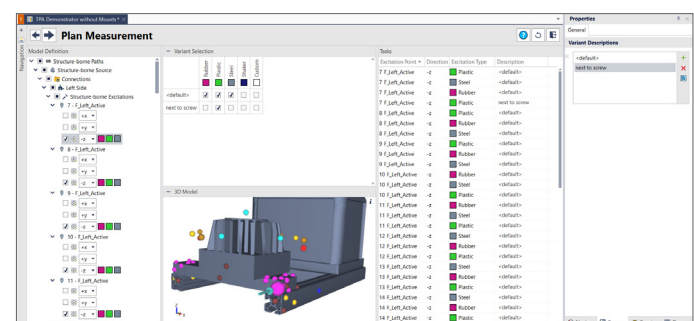 TPA Demonstrator without Mounts* ×
Plan Measurement
Navigation
Model Definition
Structure-borne Paths
Structure-borne Source
Connections
Left Side
Structure-borne Excitations
7 - F_Left_Active
+x
+y
-z
8 - F_Left_Active
+x
+y
-z
9 - F_Left_Active
+x
+y
-z
10 - F_Left_Active
+x
+y
-z
11 - F_Left_Active
+x
+y
-z
Variant Selection
Rubber
Plastic
Steel
Shaker
Custom
<default>
next to screw
3D Model
Tasks
Excitation Point Direction Excitation Type Description
7 F_Left_Active -z Plastic <default>
7 F_Left_Active -z Steel <default>
7 F_Left_Active -z Rubber <default>
7 F_Left_Active -z Plastic next to screw
8 F_Left_Active -z Plastic <default>
8 F_Left_Active -z Rubber <default>
8 F_Left_Active -z Steel <default>
9 F_Left_Active -z Plastic <default>
9 F_Left_Active -z Rubber <default>
9 F_Left_Active -z Steel <default>
10 F_Left_Active -z Plastic <default>
10 F_Left_Active -z Rubber <default>
10 F_Left_Active -z Steel <default>
11 F_Left_Active -z Rubber <default>
11 F_Left_Active -z Steel <default>
11 F_Left_Active -z Plastic <default>
12 F_Left_Active -z Rubber <default>
12 F_Left_Active -z Plastic <default>
12 F_Left_Active -z Steel <default>
13 F_Left_Active -z Steel <default>
13 F_Left_Active -z Rubber <default>
13 F_Left_Active -z Plastic <default>
14 F_Left_Active -z Steel <default>
14 F_Left_Active -z Rubber <default>
14 F_Left_Active -z Plastic <default>
Properties
General
Variant Descriptions
<default>
next to screw